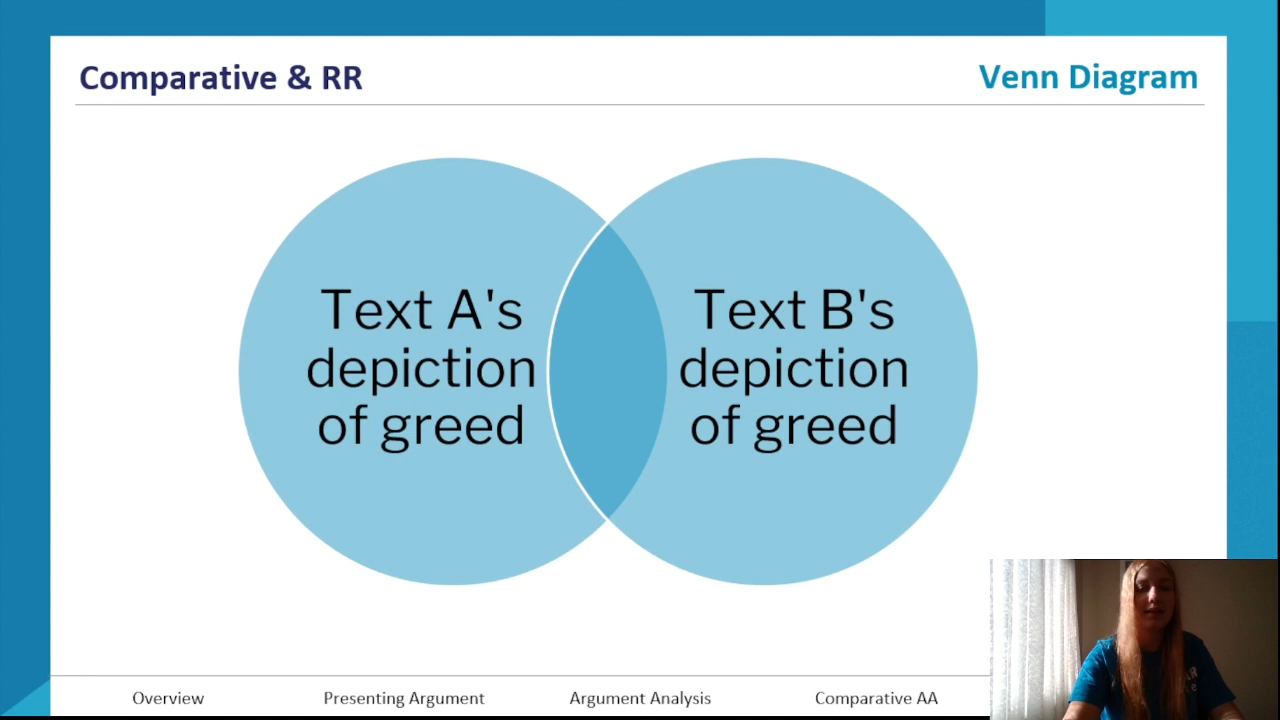 Comparative & RR
Venn Diagram
Text A's
depiction
of greed
Text B's
depiction
of greed
Overview
Presenting Argument
Argument Analysis
Comparative AA